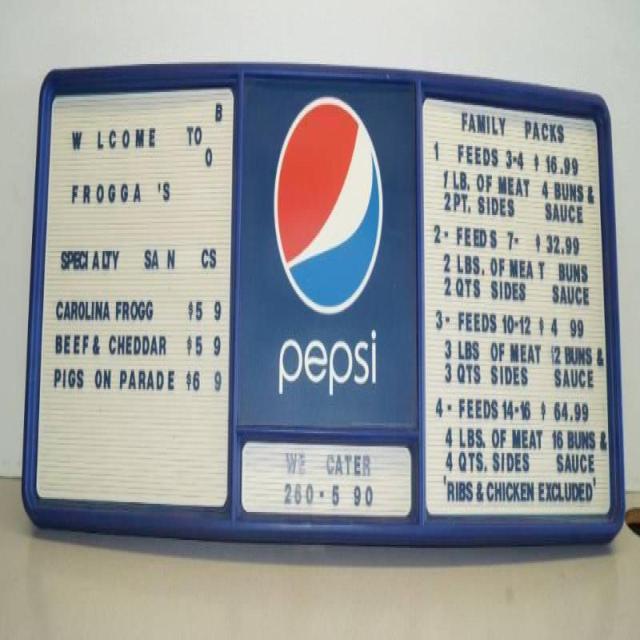 B
W LCOME TO
O
FROGGA 'S
SPECI ALTY SA N CS
CAROLINA FROGG $5 9
BEEF & CHEDDAR $5 9
PIGS ON PARADE $6 9
pepsi
WE CATER
260-5 90
FAMILY PACKS
1 FEEDS 3-4 $ 16.99
1 LB. OF MEAT 4 BUNS &
2 PT. SIDES SAUCE
2- FEEDS 7- $ 32.99
2 LBS. OF MEA T BUNS
2 QTS SIDES SAUCE
3- FEEDS 10-12 $ 4 99
3 LBS OF MEAT 12 BUNS &
3 QTS SIDES SAUCE
4- FEEDS 14-16 $ 64.99
4 LBS. OF MEAT 16 BUNS &
4 QTS. SIDES SAUCE
'RIBS & CHICKEN EXCLUDED'